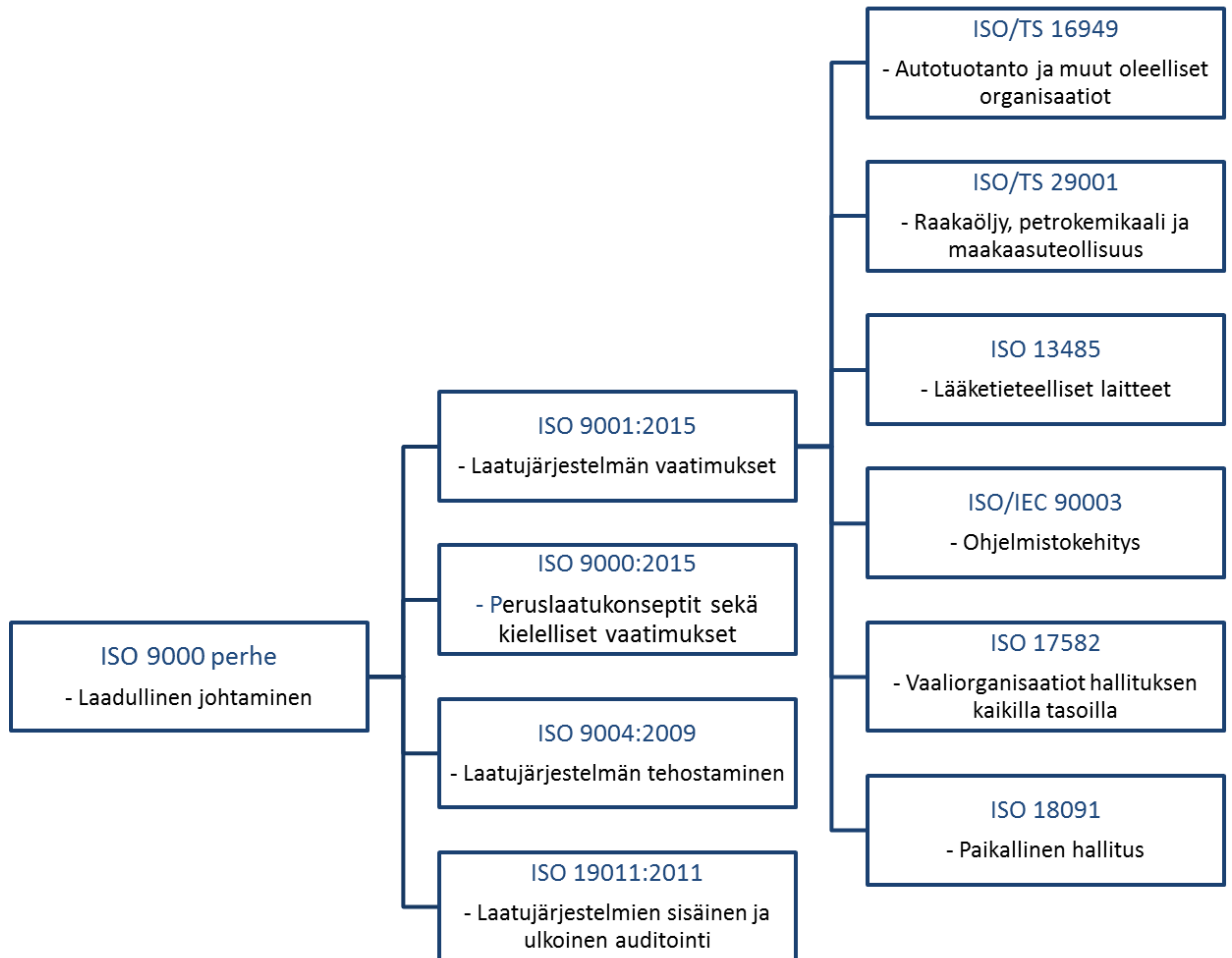 ISO 9000 perhe
- Laadullinen johtaminen
ISO 9001:2015
- Laatujärjestelmän vaatimukset
ISO 9000:2015
- Peruslaatukonseptit sekä
kielelliset vaatimukset
ISO 9004:2009
- Laatujärjestelmän tehostaminen
ISO 19011:2011
- Laatujärjestelmien sisäinen ja
ulkoinen auditointi
ISO/TS 16949
- Autotuotanto ja muut oleelliset
organisaatiot
ISO/TS 29001
- Raakaöljy, petrokemikaali ja
maakaasuteollisuus
ISO 13485
- Lääketieteelliset laitteet
ISO/IEC 90003
- Ohjelmistokehitys
ISO 17582
- Vaaliorganisaatiot hallituksen
kaikilla tasoilla
ISO 18091
- Paikallinen hallitus